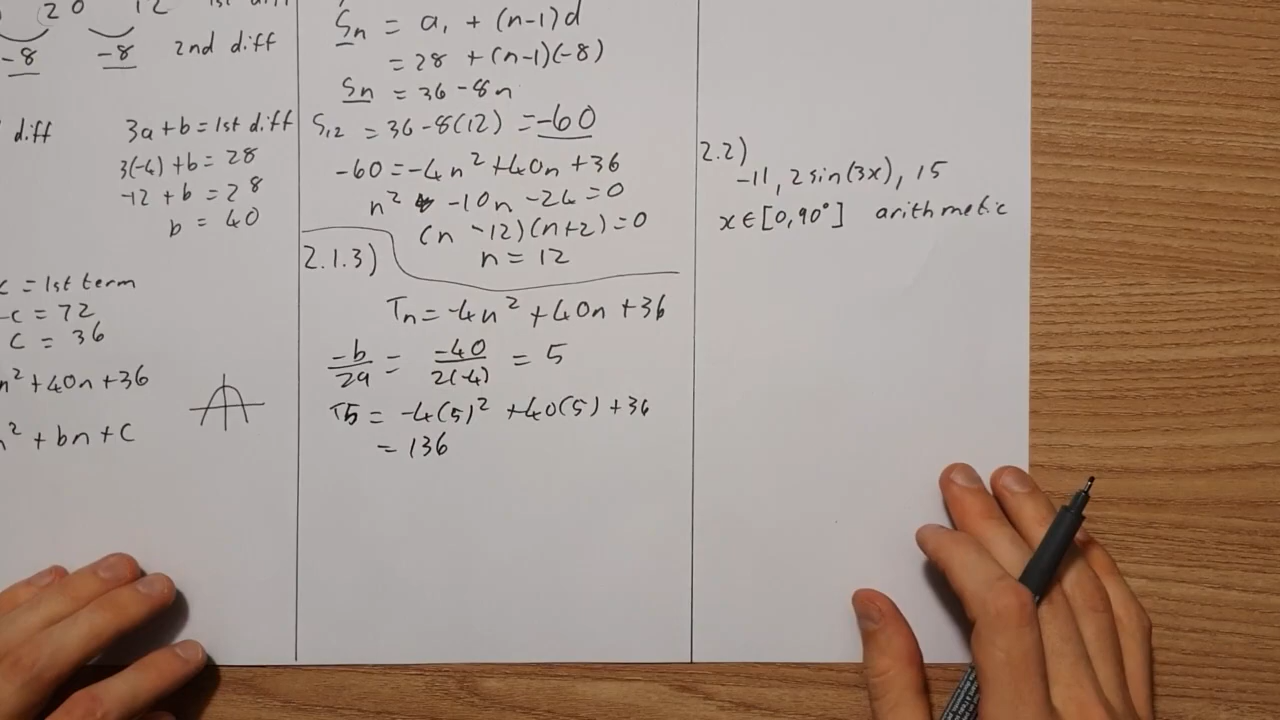 20 12 1st diff
-8 -8 2nd diff
diff
3a+b = 1st diff
3(-4)+b = 28
-12 + b = 28
b = 40
c = 1st term
-c = 72
C = 36
n² + 40n + 36
n² + bn + C
Sn = a₁ + (n-1)d
= 28 + (n-1)(-8)
Sn = 36 - 8n
S₁₂ = 36 - 8(12) = -60
-60 = -4n² + 40n + 36
n² -10n -24 = 0
(n - 12)(n+2) = 0
n = 12
2.1.3)
Tn = -4n² + 40n + 36
-b/2a = -40/2(-4) = 5
T5 = -4(5)² + 40(5) + 36
= 136
2.2)
-11, 2 sin(3x), 15
x ∈ [0, 90°] arithmetic